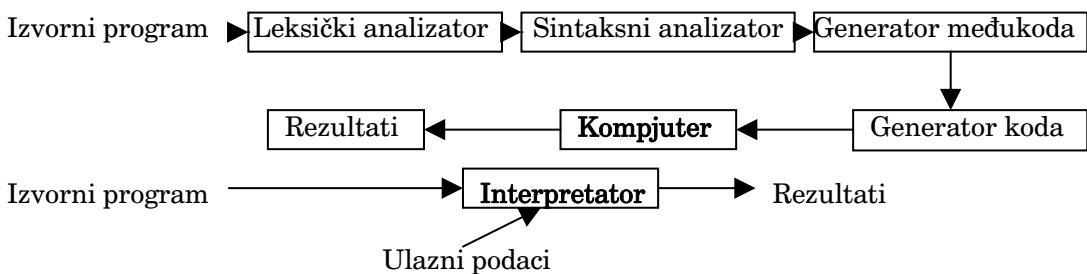 Izvorni program Leksički analizator Sintaksni analizator Generator međukoda
Rezultati Kompjuter Generator koda
Izvorni program Interpretator Rezultati
Ulazni podaci